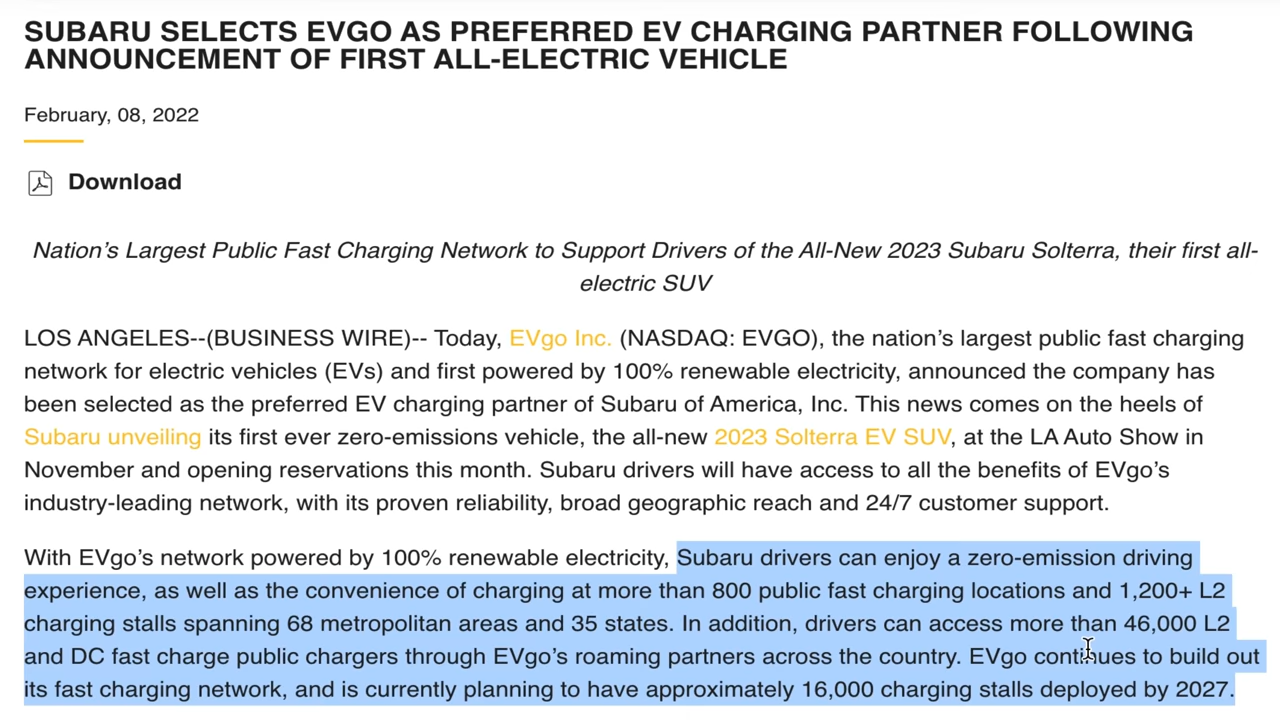 SUBARU SELECTS EVGO AS PREFERRED EV CHARGING PARTNER FOLLOWING
ANNOUNCEMENT OF FIRST ALL-ELECTRIC VEHICLE
February, 08, 2022
Download
Nation’s Largest Public Fast Charging Network to Support Drivers of the All-New 2023 Subaru Solterra, their first all-
electric SUV
LOS ANGELES--(BUSINESS WIRE)-- Today, EVgo Inc. (NASDAQ: EVGO), the nation’s largest public fast charging
network for electric vehicles (EVs) and first powered by 100% renewable electricity, announced the company has
been selected as the preferred EV charging partner of Subaru of America, Inc. This news comes on the heels of
Subaru unveiling its first ever zero-emissions vehicle, the all-new 2023 Solterra EV SUV, at the LA Auto Show in
November and opening reservations this month. Subaru drivers will have access to all the benefits of EVgo’s
industry-leading network, with its proven reliability, broad geographic reach and 24/7 customer support.
With EVgo’s network powered by 100% renewable electricity, Subaru drivers can enjoy a zero-emission driving
experience, as well as the convenience of charging at more than 800 public fast charging locations and 1,200+ L2
charging stalls spanning 68 metropolitan areas and 35 states. In addition, drivers can access more than 46,000 L2
and DC fast charge public chargers through EVgo’s roaming partners across the country. EVgo continues to build out
its fast charging network, and is currently planning to have approximately 16,000 charging stalls deployed by 2027.